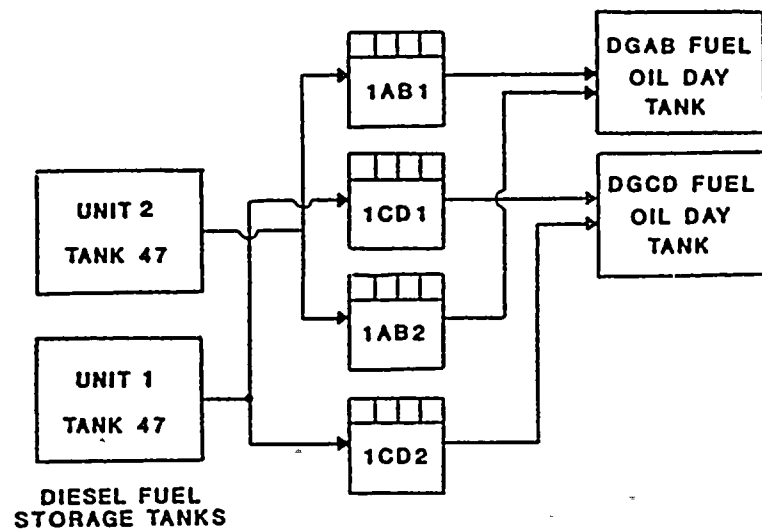 UNIT 2
TANK 47
UNIT 1
TANK 47
DIESEL FUEL
STORAGE TANKS
1AB1
1CD1
1AB2
1CD2
DGAB FUEL
OIL DAY
TANK
DGCD FUEL
OIL DAY
TANK